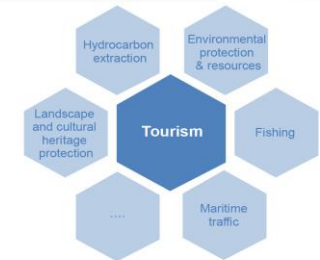 Hydrocarbon
extraction
Environmental
protection
& resources
Landscape
and cultural
heritage
protection
Tourism
Fishing
....
Maritime
traffic